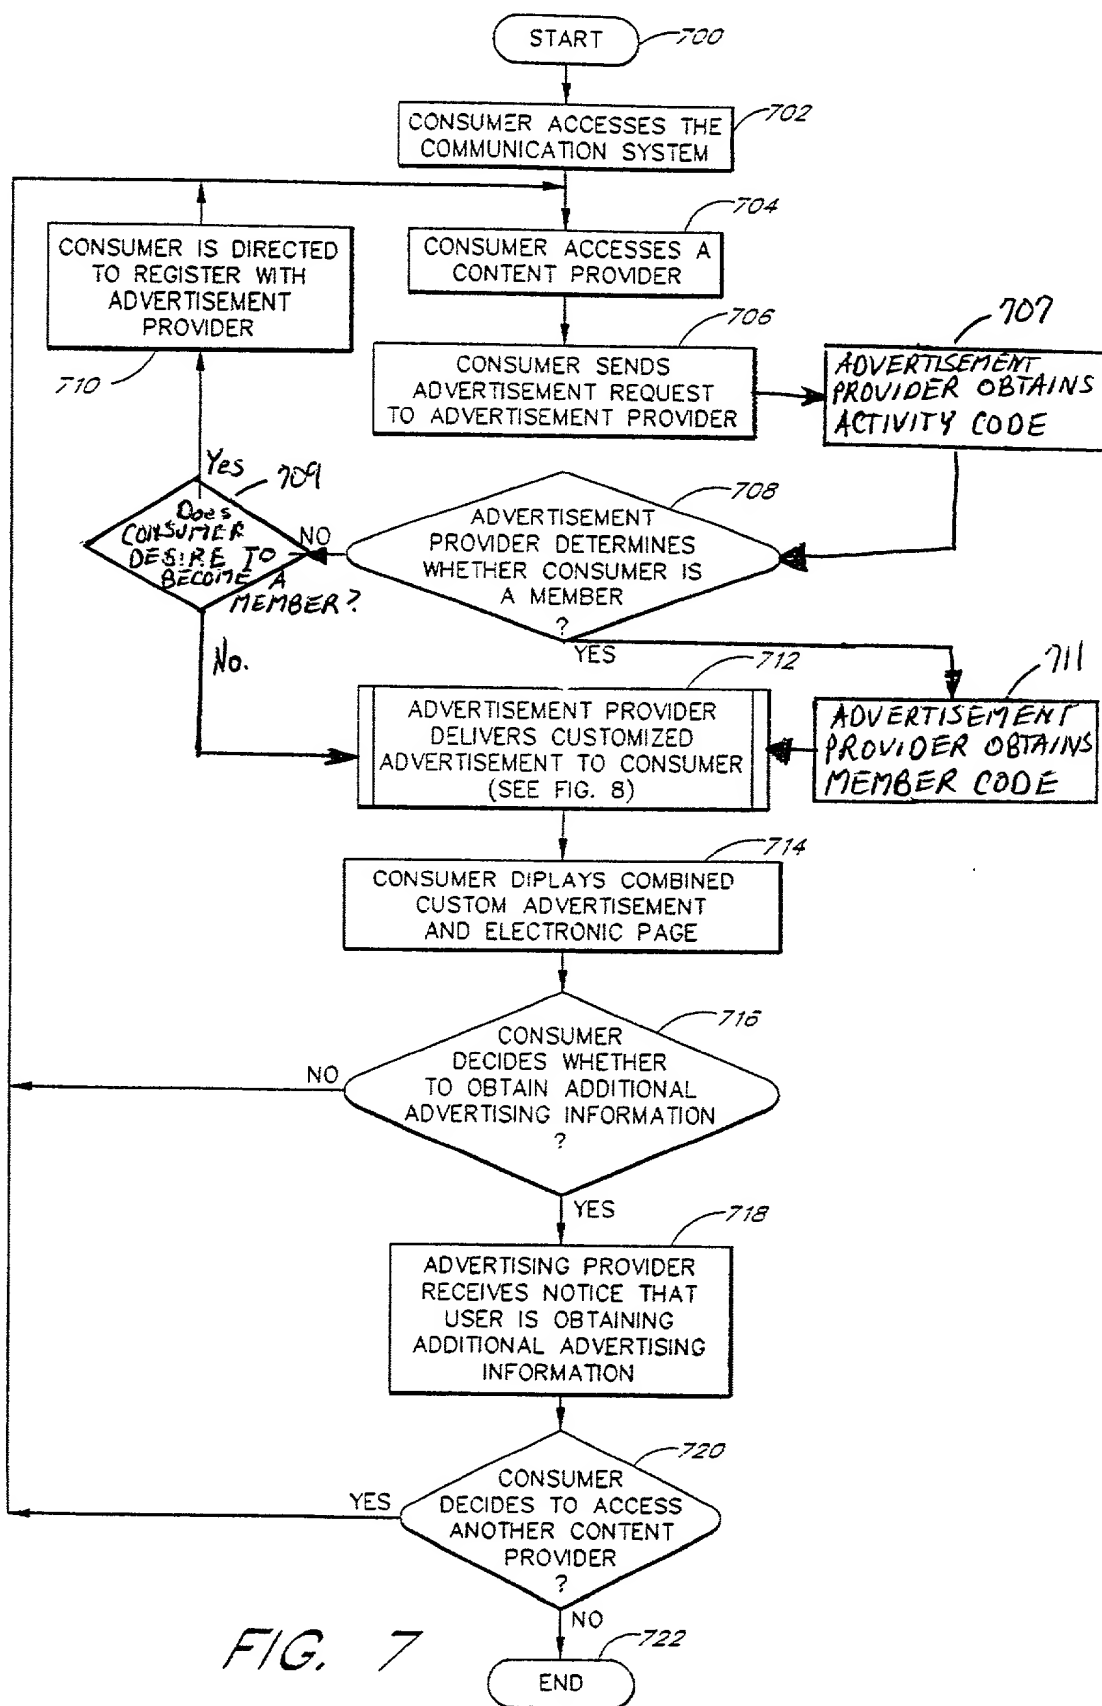 START
700
CONSUMER ACCESSES THE
COMMUNICATION SYSTEM
702
CONSUMER ACCESSES A
CONTENT PROVIDER
704
CONSUMER IS DIRECTED
TO REGISTER WITH
ADVERTISEMENT
PROVIDER
710
CONSUMER SENDS
ADVERTISEMENT REQUEST
TO ADVERTISEMENT PROVIDER
706
ADVERTISEMENT
PROVIDER OBTAINS
ACTIVITY CODE
707
ADVERTISEMENT
PROVIDER DETERMINES
WHETHER CONSUMER IS
A MEMBER
?
708
NO
YES
Yes
709
Does
CONSUMER
DESIRE TO
BECOME A
MEMBER?
No.
711
ADVERTISEMENT
PROVIDER OBTAINS
MEMBER CODE
712
ADVERTISEMENT PROVIDER
DELIVERS CUSTOMIZED
ADVERTISEMENT TO CONSUMER
(SEE FIG. 8)
714
CONSUMER DIPLAYS COMBINED
CUSTOM ADVERTISEMENT
AND ELECTRONIC PAGE
716
CONSUMER
DECIDES WHETHER
TO OBTAIN ADDITIONAL
ADVERTISING INFORMATION
?
NO
YES
718
ADVERTISING PROVIDER
RECEIVES NOTICE THAT
USER IS OBTAINING
ADDITIONAL ADVERTISING
INFORMATION
720
CONSUMER
DECIDES TO ACCESS
ANOTHER CONTENT
PROVIDER
?
YES
NO
722
END
FIG. 7